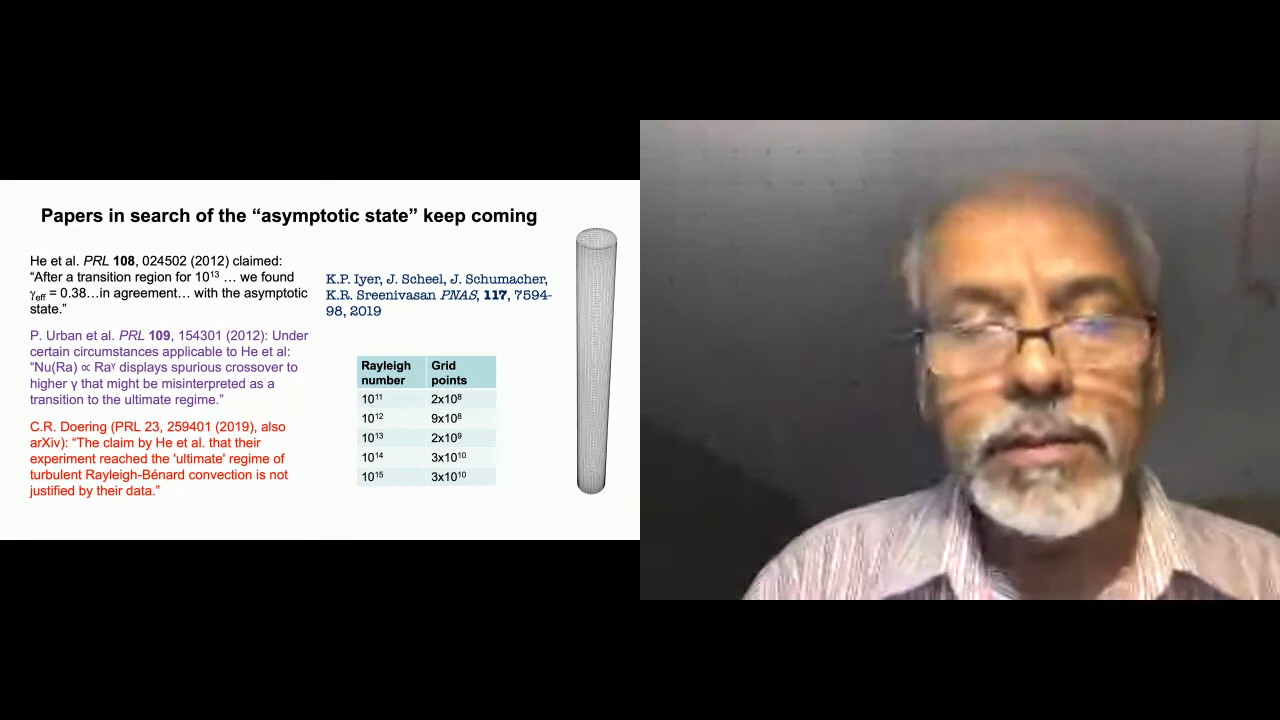 Papers in search of the “asymptotic state” keep coming
He et al. PRL 108, 024502 (2012) claimed:
“After a transition region for 10¹³ … we found
γeff = 0.38…in agreement… with the asymptotic
state.”
P. Urban et al. PRL 109, 154301 (2012): Under
certain circumstances applicable to He et al:
“Nu(Ra) ∝ Raᵞ displays spurious crossover to
higher γ that might be misinterpreted as a
transition to the ultimate regime.”
C.R. Doering (PRL 23, 259401 (2019), also
arXiv): “The claim by He et al. that their
experiment reached the 'ultimate' regime of
turbulent Rayleigh-Bénard convection is not
justified by their data.”
K.P. Iyer, J. Scheel, J. Schumacher,
K.R. Sreenivasan PNAS, 117, 7594-
98, 2019
Rayleigh number Grid points
10¹¹ 2x10⁸
10¹² 9x10⁸
10¹³ 2x10⁹
10¹⁴ 3x10¹⁰
10¹⁵ 3x10¹⁰